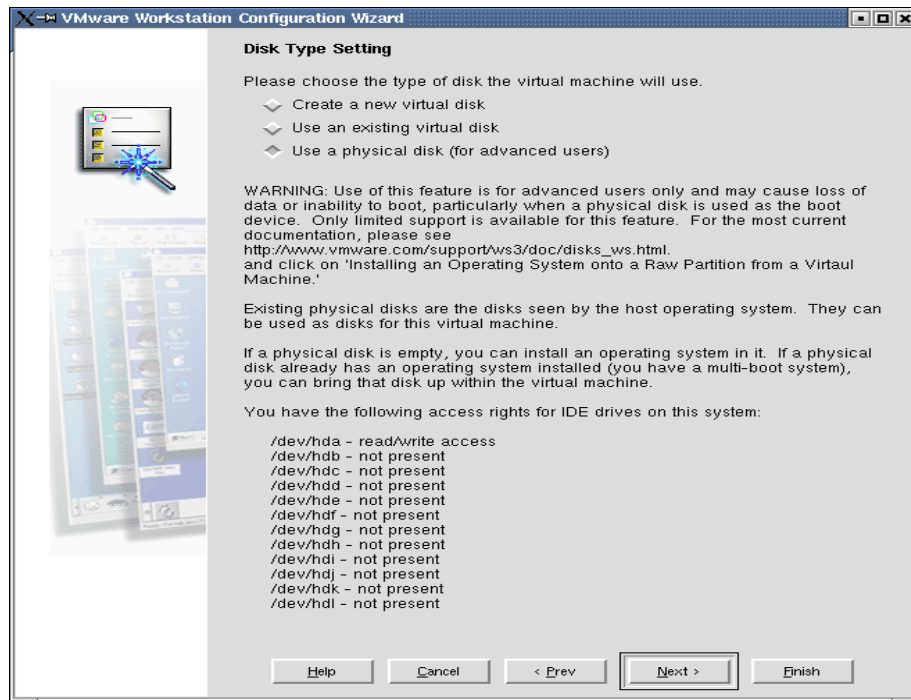 VMware Workstation Configuration Wizard
Disk Type Setting
Please choose the type of disk the virtual machine will use.
Create a new virtual disk
Use an existing virtual disk
Use a physical disk (for advanced users)
WARNING: Use of this feature is for advanced users only and may cause loss of
data or inability to boot, particularly when a physical disk is used as the boot
device. Only limited support is available for this feature. For the most current
documentation, please see
http://www.vmware.com/support/ws3/doc/disks_ws.html.
and click on 'Installing an Operating System onto a Raw Partition from a Virtaul
Machine.'
Existing physical disks are the disks seen by the host operating system. They can
be used as disks for this virtual machine.
If a physical disk is empty, you can install an operating system in it. If a physical
disk already has an operating system installed (you have a multi-boot system),
you can bring that disk up within the virtual machine.
You have the following access rights for IDE drives on this system:
/dev/hda - read/write access
/dev/hdb - not present
/dev/hdc - not present
/dev/hdd - not present
/dev/hde - not present
/dev/hdf - not present
/dev/hdg - not present
/dev/hdh - not present
/dev/hdi - not present
/dev/hdj - not present
/dev/hdk - not present
/dev/hdl - not present
Help
Cancel
< Prev
Next >
Finish